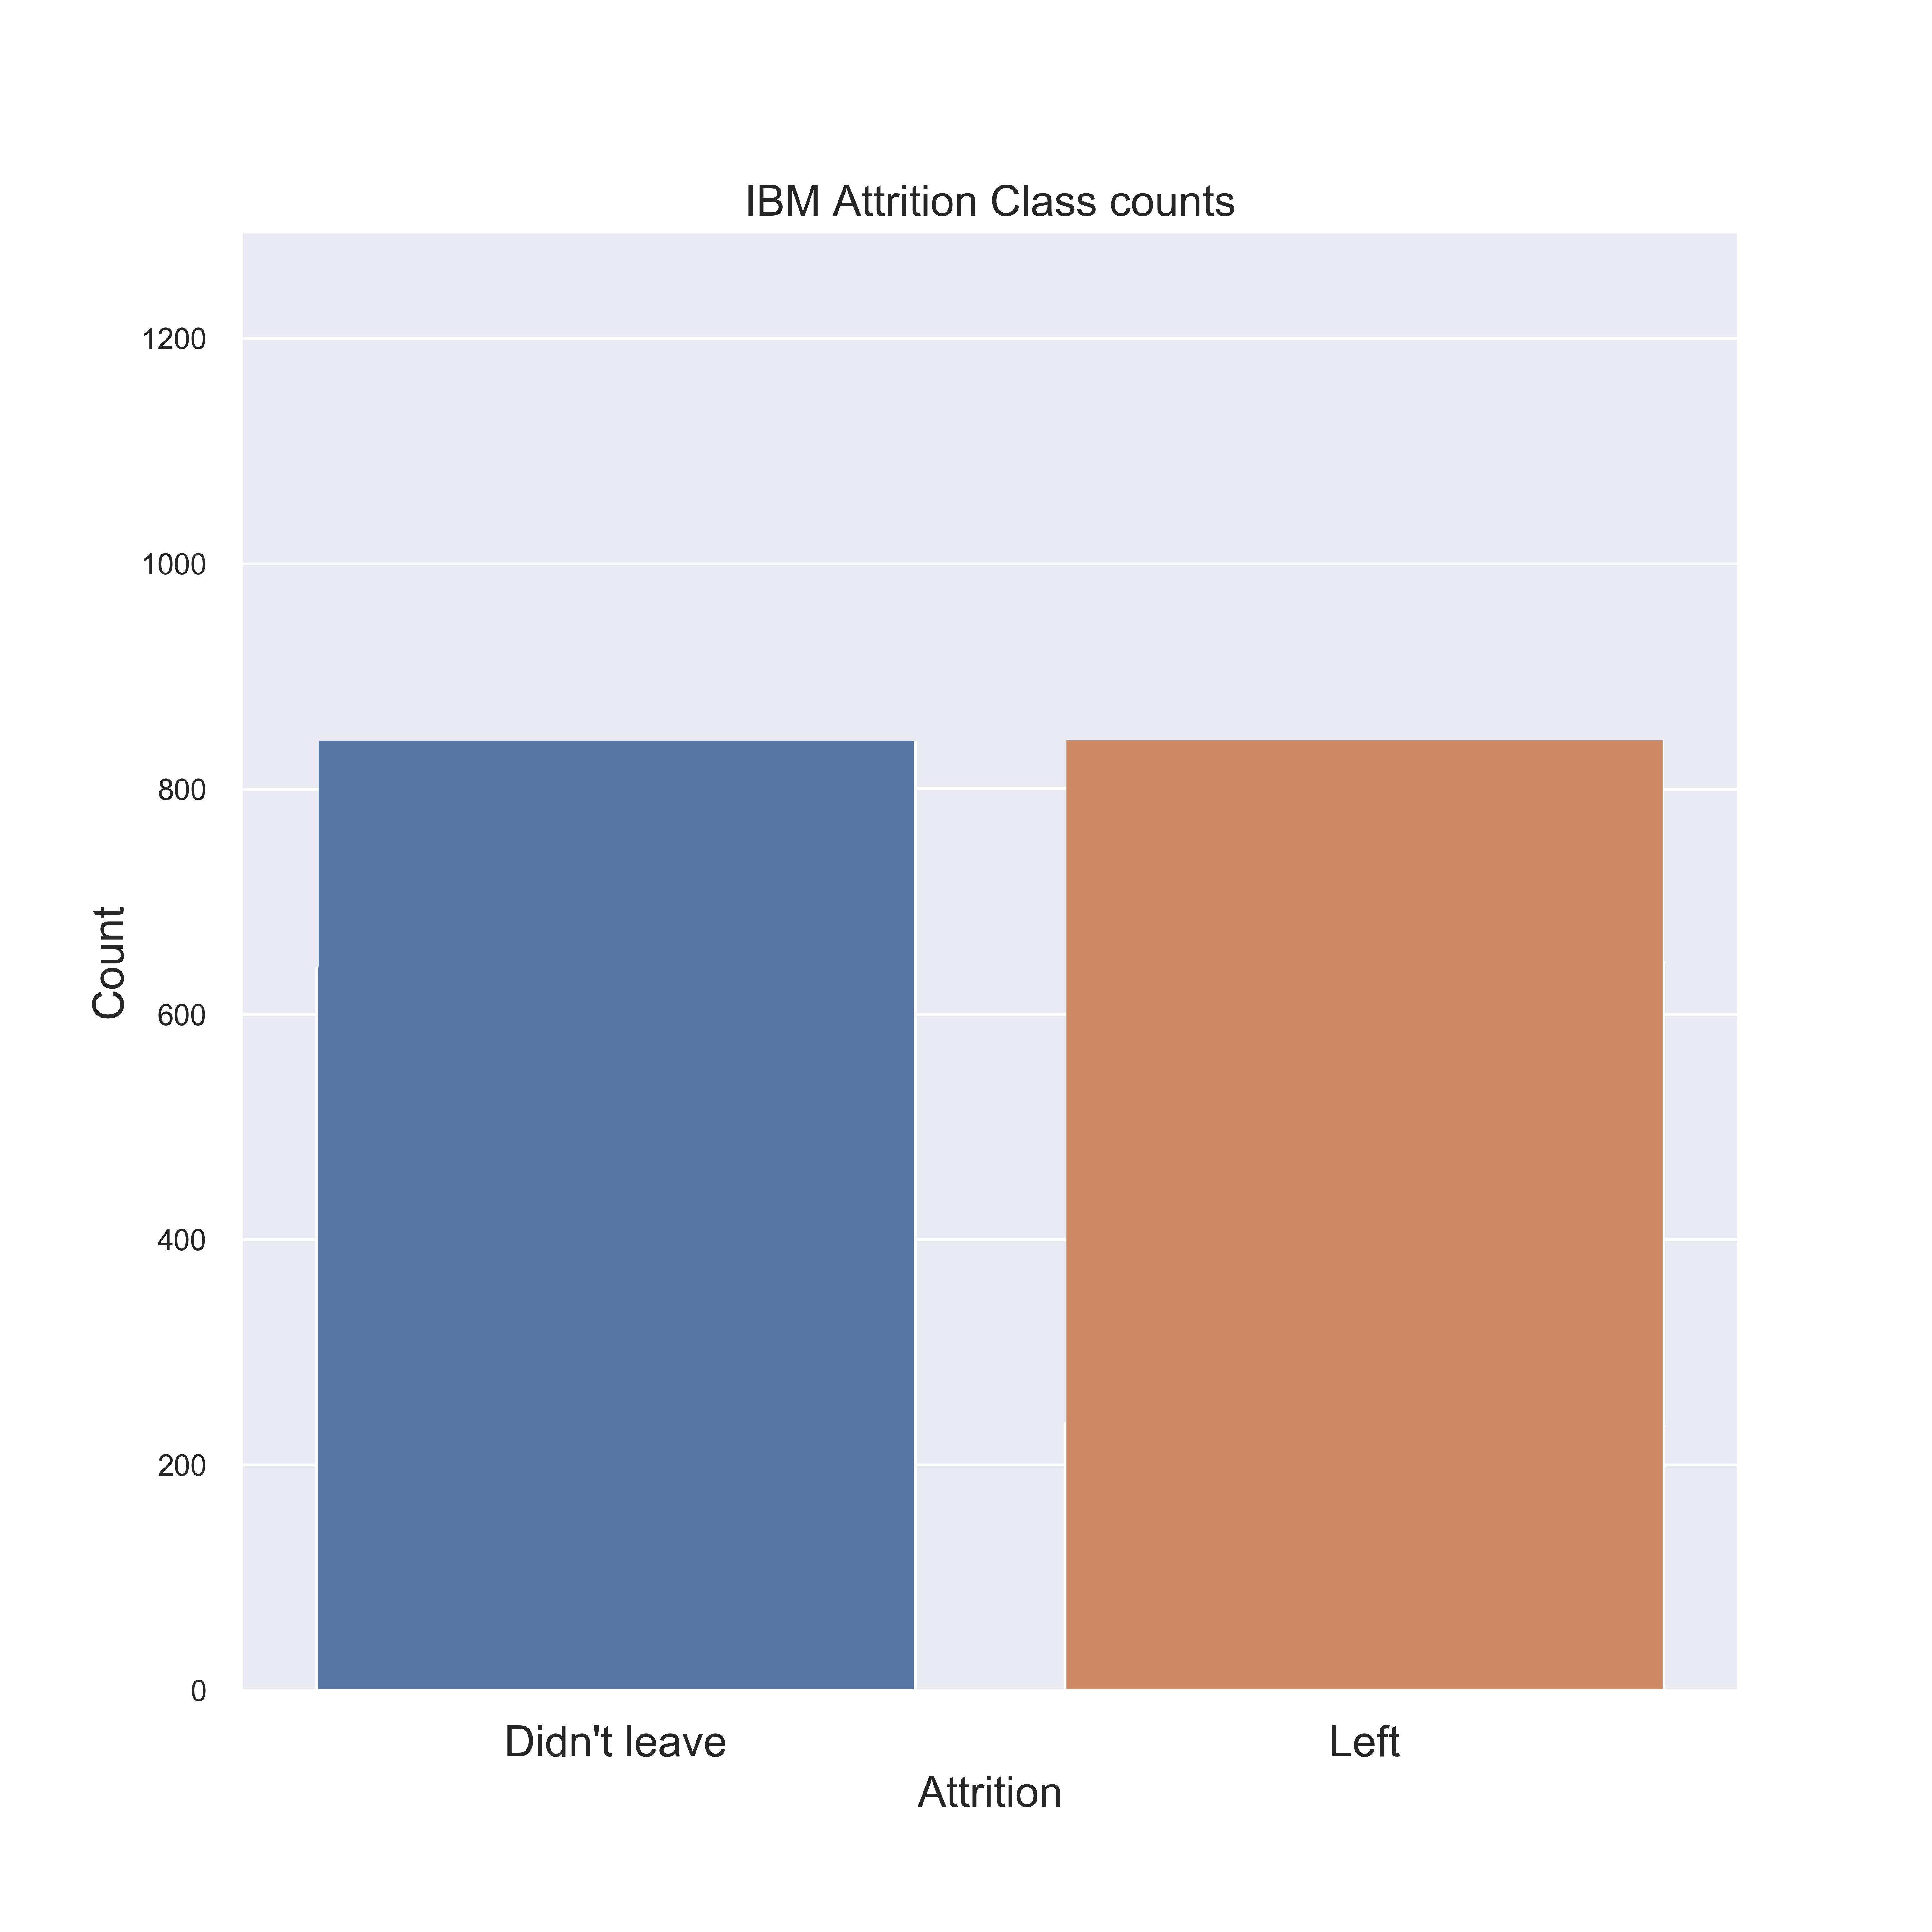 IBM Attrition Class counts
1200
1000
800
600
400
200
0
Count
Didn't leave
Left
Attrition